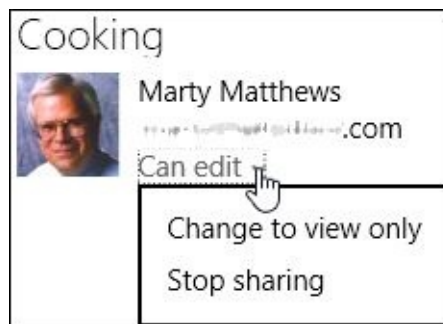 Cooking
Marty Matthews
.com
Can edit
Change to view only
Stop sharing